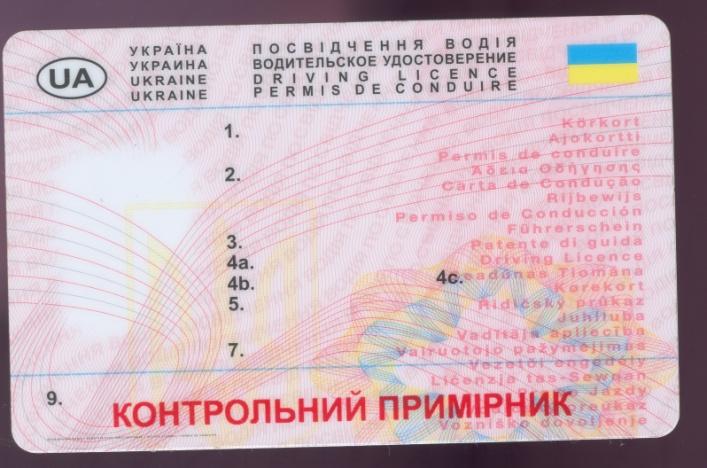 UA
УКРАЇНА
УКРАИНА
UKRAINE
UKRAINE
ПОСВІДЧЕННЯ ВОДІЯ
ВОДИТЕЛЬСКОЕ УДОСТОВЕРЕНИЕ
DRIVING LICENCE
PERMIS DE CONDUIRE
1.
2.
3.
4a.
4b.
4c.
5.
7.
9.
Körkort
Ajokortti
Permis de conduire
Άδεια Οδήγησης
Carta de Condução
Rijbewijs
Permiso de Conducción
Führerschein
Patente di guida
Driving Licence
Tiomána
Kørekort
Řidičský průkaz
Juhiluba
Vadītāja apliecība
Vairuotojo pažymėjimas
Vezetői engedély
Liċenzja tas-Sewqan
Jazdy
Vozniško dovoljenje
КОНТРОЛЬНИЙ ПРИМІРНИК